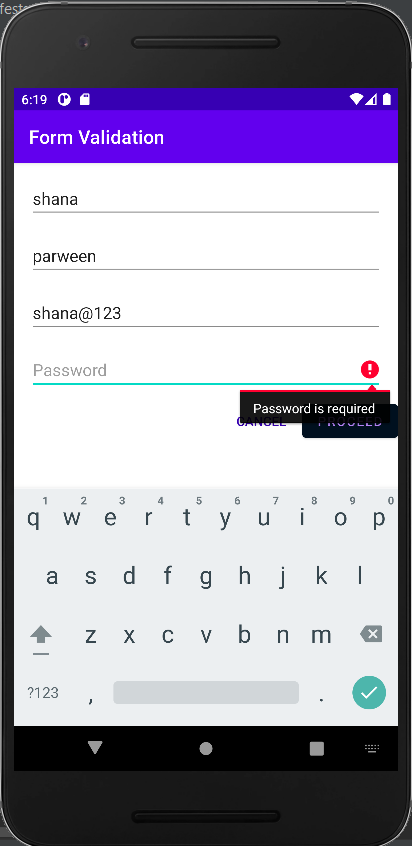 fests
6:19
Form Validation
shana
parween
shana@123
Password
Password is required
CANCEL PROCEED
1 2 3 4 5 6 7 8 9 0
q w e r t y u i o p
a s d f g h j k l
z x c v b n m
?123 , .